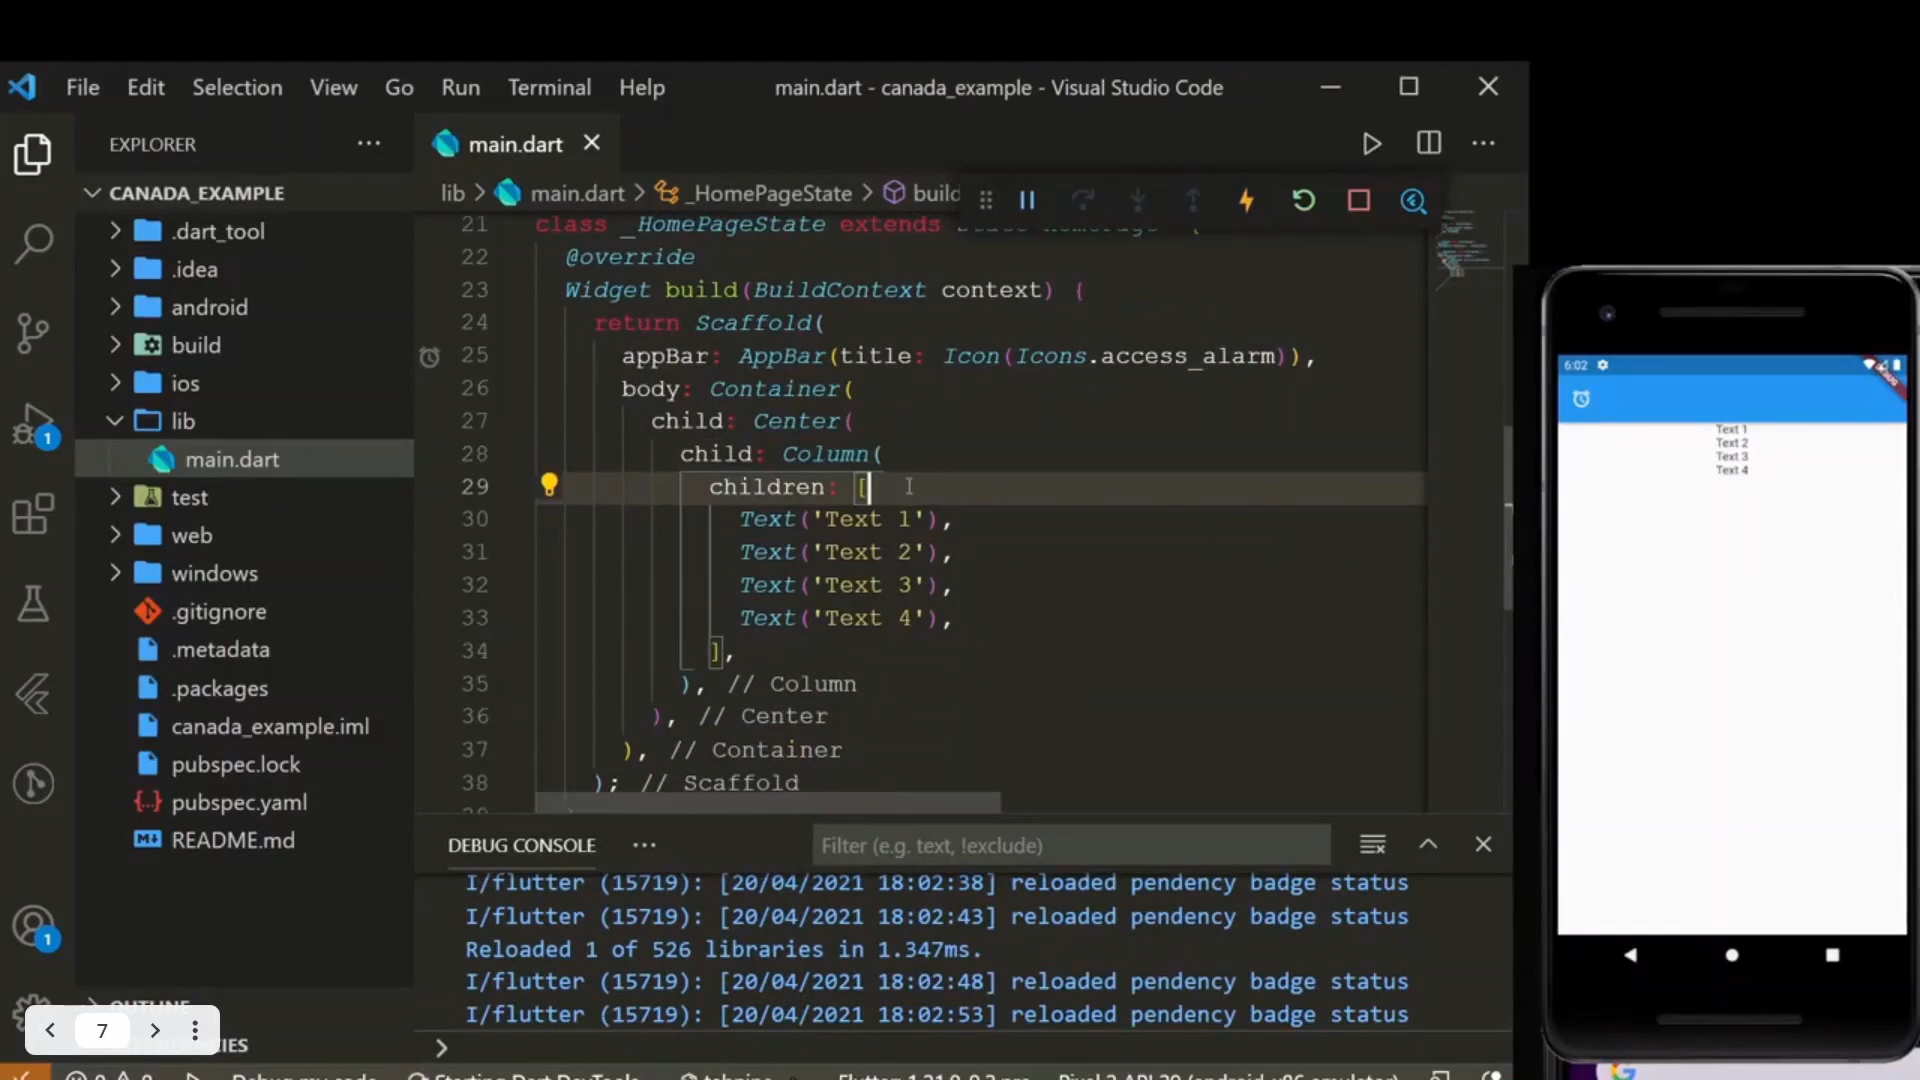 File Edit Selection View Go Run Terminal Help
main.dart - canada_example - Visual Studio Code
EXPLORER
CANADA_EXAMPLE
.dart_tool
.idea
android
build
ios
lib
main.dart
test
web
windows
.gitignore
.metadata
.packages
canada_example.iml
pubspec.lock
pubspec.yaml
README.md
OUTLINE
1
1
7
main.dart
lib > main.dart > _HomePageState > build
21 class _HomePageState extends
22 @override
23 Widget build(BuildContext context) {
24 return Scaffold(
25 appBar: AppBar(title: Icon(Icons.access_alarm)),
26 body: Container(
27 child: Center(
28 child: Column(
29 children: [
30 Text('Text 1'),
31 Text('Text 2'),
32 Text('Text 3'),
33 Text('Text 4'),
34 ],
35 ), // Column
36 ), // Center
37 ), // Container
38 ); // Scaffold
DEBUG CONSOLE
Filter (e.g. text, !exclude)
I/flutter (15719): [20/04/2021 18:02:38] reloaded pendency badge status
I/flutter (15719): [20/04/2021 18:02:43] reloaded pendency badge status
Reloaded 1 of 526 libraries in 1.347ms.
I/flutter (15719): [20/04/2021 18:02:48] reloaded pendency badge status
I/flutter (15719): [20/04/2021 18:02:53] reloaded pendency badge status
6:02
DEBUG
Text 1
Text 2
Text 3
Text 4